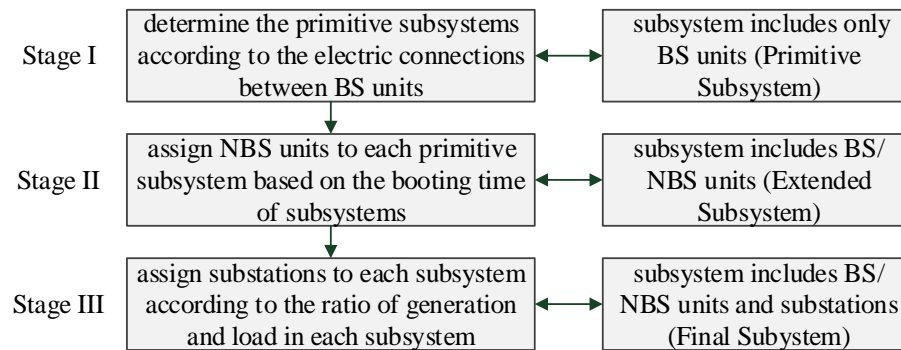 Stage I
determine the primitive subsystems
according to the electric connections
between BS units
subsystem includes only
BS units (Primitive
Subsystem)
Stage II
assign NBS units to each primitive
subsystem based on the booting time
of subsystems
subsystem includes BS/
NBS units (Extended
Subsystem)
Stage III
assign substations to each subsystem
according to the ratio of generation
and load in each subsystem
subsystem includes BS/
NBS units and substations
(Final Subystem)